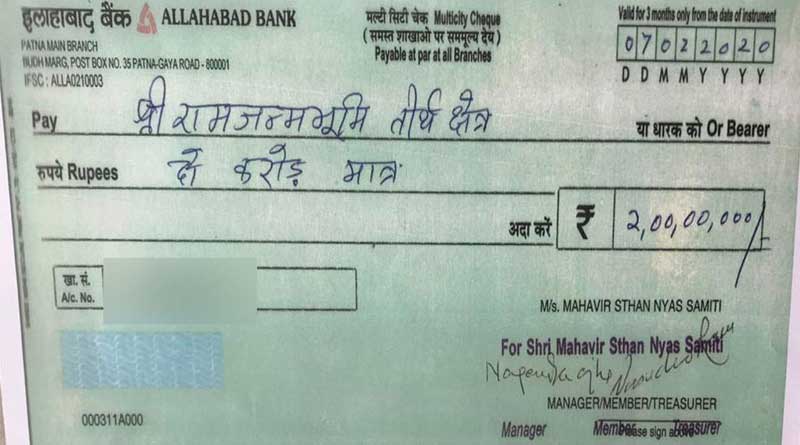 इलाहाबाद बैंक ALLAHABAD BANK
PATNA MAIN BRANCH
BUDH MARG, POST BOX NO. 35 PATNA-GAYA ROAD - 800001
IFSC : ALLA0210003
मल्टी सिटी चेक Multicity Cheque
(समस्त शाखाओं पर सममूल्य देय)
Payable at par at all Branches
Valid for 3 months only from the date of instrument
07022020
D D M M Y Y Y Y
Pay श्री रामजन्मभूमि तीर्थ क्षेत्र या धारक को Or Bearer
रुपये Rupees दो करोड़ मात्र
अदा करें ₹ 2,00,00,000/
खा. सं.
A/c. No.
M/s. MAHAVIR STHAN NYAS SAMITI
For Shri Mahavir Sthan Nyas Samiti
MANAGER/MEMBER/TREASURER
Manager Member Treasurer
Please sign above
000311A000